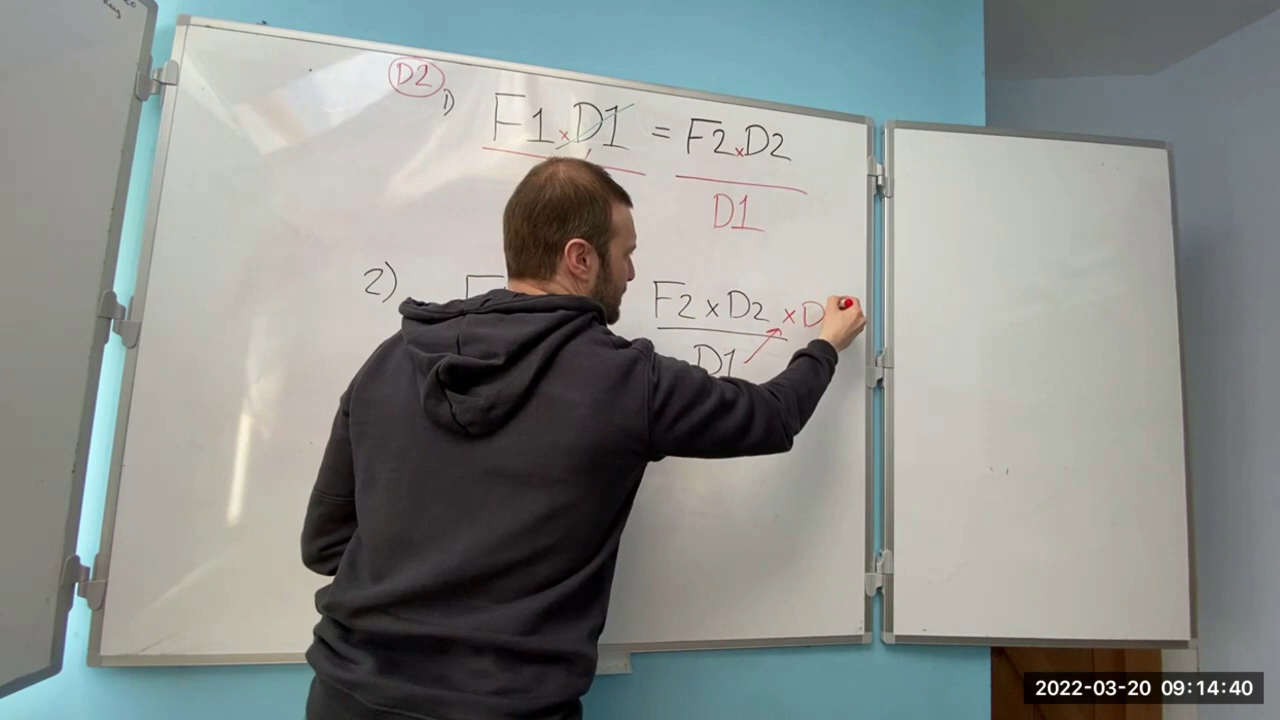 D2
1) F1 x D1 = F2 x D2
D1
2) F F2 x D2 x D
D1
2022-03-20 09:14:40